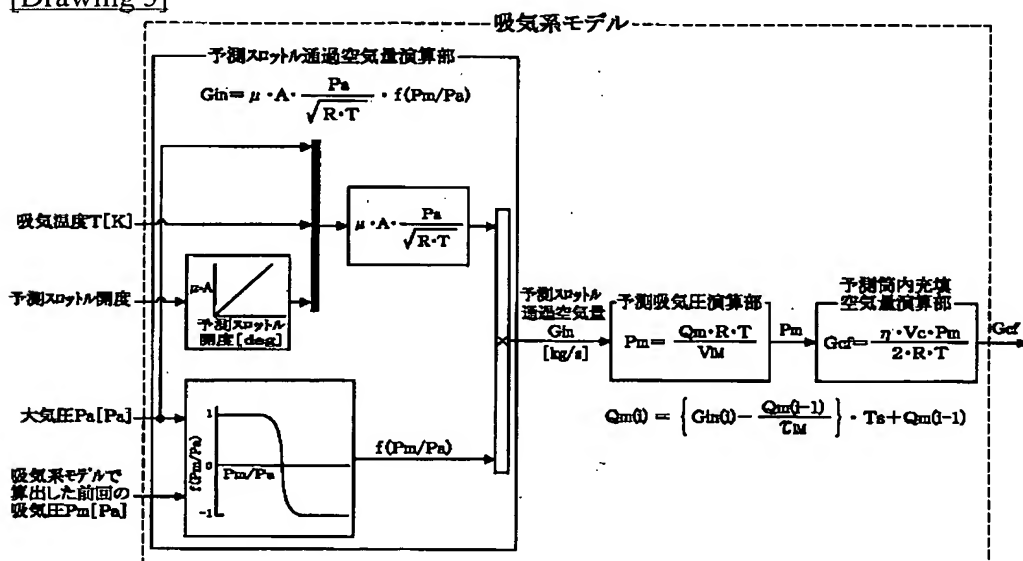 [Drawing 5]
吸気系モデル
予測スロットル通過空気量演算部
Gin = μ・A・Pa/√(R・T)・f(Pm/Pa)
吸気温度T[K]
μ・A・Pa/√(R・T)
予測スロットル開度
μ・A
予測スロットル
開度[deg]
大気圧Pa[Pa]
吸気系モデルで
算出した前回の
吸気圧Pm[Pa]
f(Pm/Pa)
1
0
-1
Pm/Pa
f(Pm/Pa)
×
予測スロットル
通過空気量
Gin
[kg/s]
予測吸気圧演算部
Pm = Qm・R・T/VIM
Pm
予測筒内充填
空気量演算部
Gcf = η・Vc・Pm/2・R・T
Gcf
Qm(i) = {Gin(i) - Qm(i-1)/τIM}・Ts+Qm(i-1)